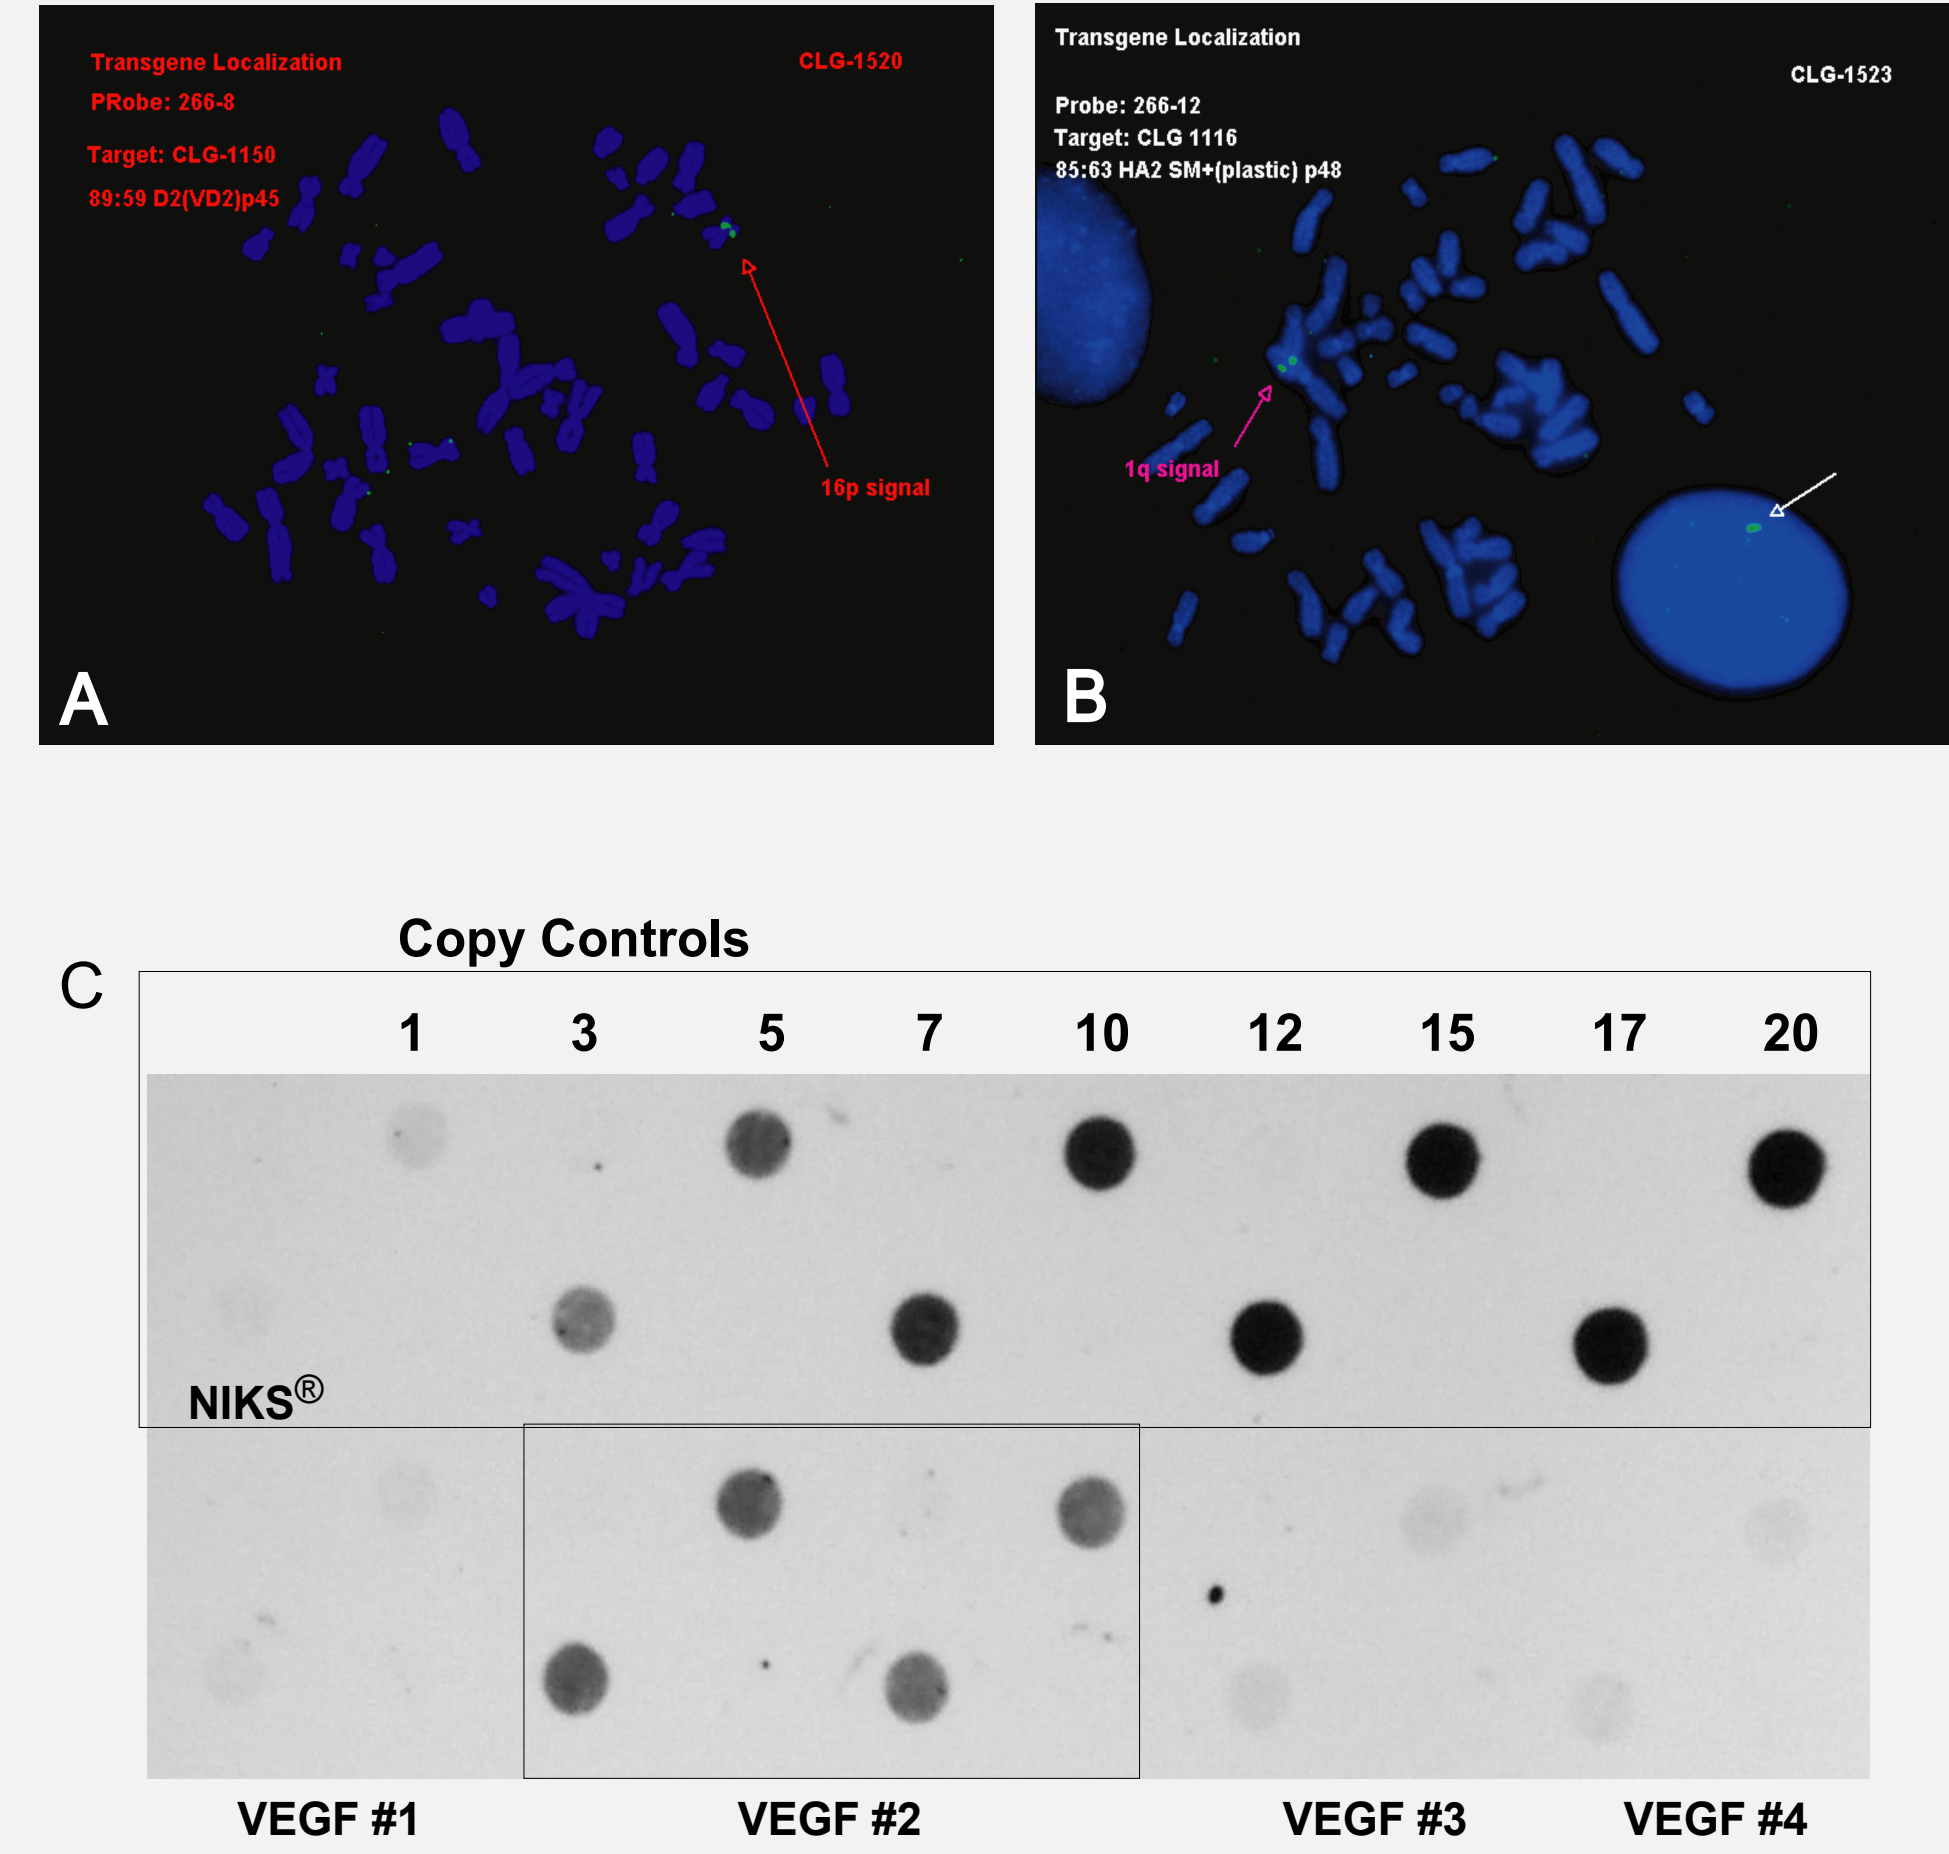 Transgene Localization
CLG-1520
PRobe: 266-8
Target: CLG-1150
89:59 D2(VD2)p45
16p signal
A
Transgene Localization
CLG-1523
Probe: 266-12
Target: CLG 1116
85:63 HA2 SM+(plastic) p48
1q signal
B
Copy Controls
C
1 3 5 7 10 12 15 17 20
NIKS®
VEGF #1 VEGF #2 VEGF #3 VEGF #4